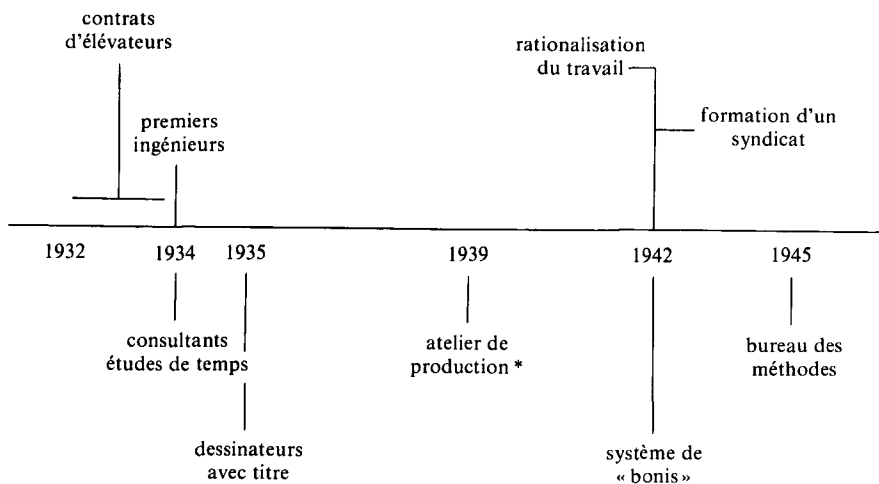 contrats
d'élévateurs
rationalisation
du travail
premiers
ingénieurs
formation d'un
syndicat
1932 1934 1935 1939 1942 1945
consultants
études de temps
atelier de
production *
bureau des
méthodes
dessinateurs
avec titre
système de
« bonis »